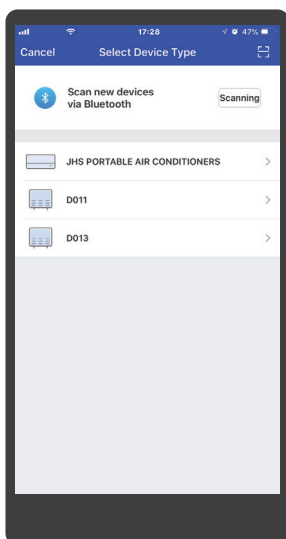 17:28 47%
Cancel Select Device Type
Scan new devices
via Bluetooth
Scanning
JHS PORTABLE AIR CONDITIONERS
D011
D013